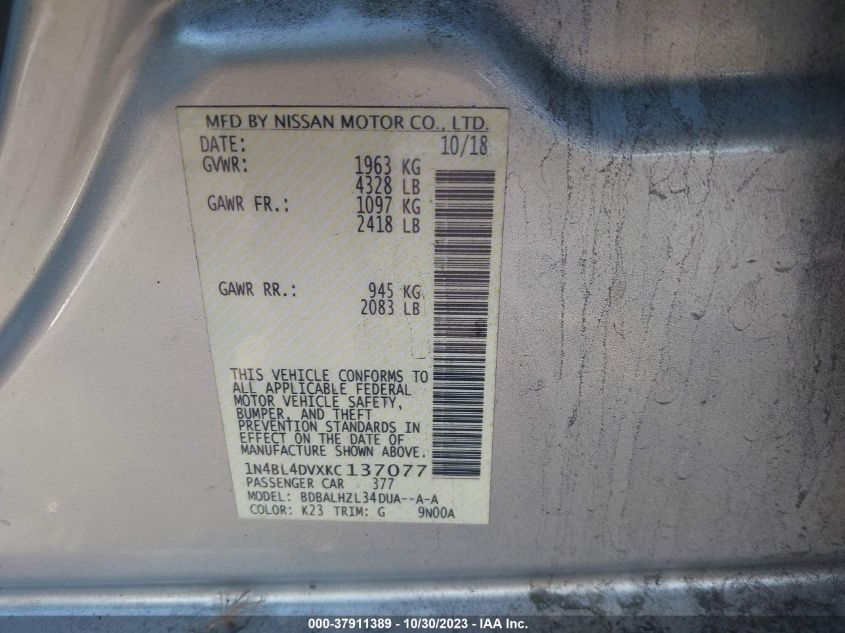 MFD BY NISSAN MOTOR CO., LTD.
DATE: 10/18
GVWR: 1963 KG
4328 LB
GAWR FR.: 1097 KG
2418 LB
GAWR RR.: 945 KG
2083 LB
THIS VEHICLE CONFORMS TO
ALL APPLICABLE FEDERAL
MOTOR VEHICLE SAFETY,
BUMPER, AND THEFT
PREVENTION STANDARDS IN
EFFECT ON THE DATE OF
MANUFACTURE SHOWN ABOVE.
1N4BL4DVXKC137077
PASSENGER CAR 377
MODEL: BDBALHZL34DUA--A-A
COLOR: K23 TRIM: G 9N00A
000-37911389 - 10/30/2023 - IAA Inc.